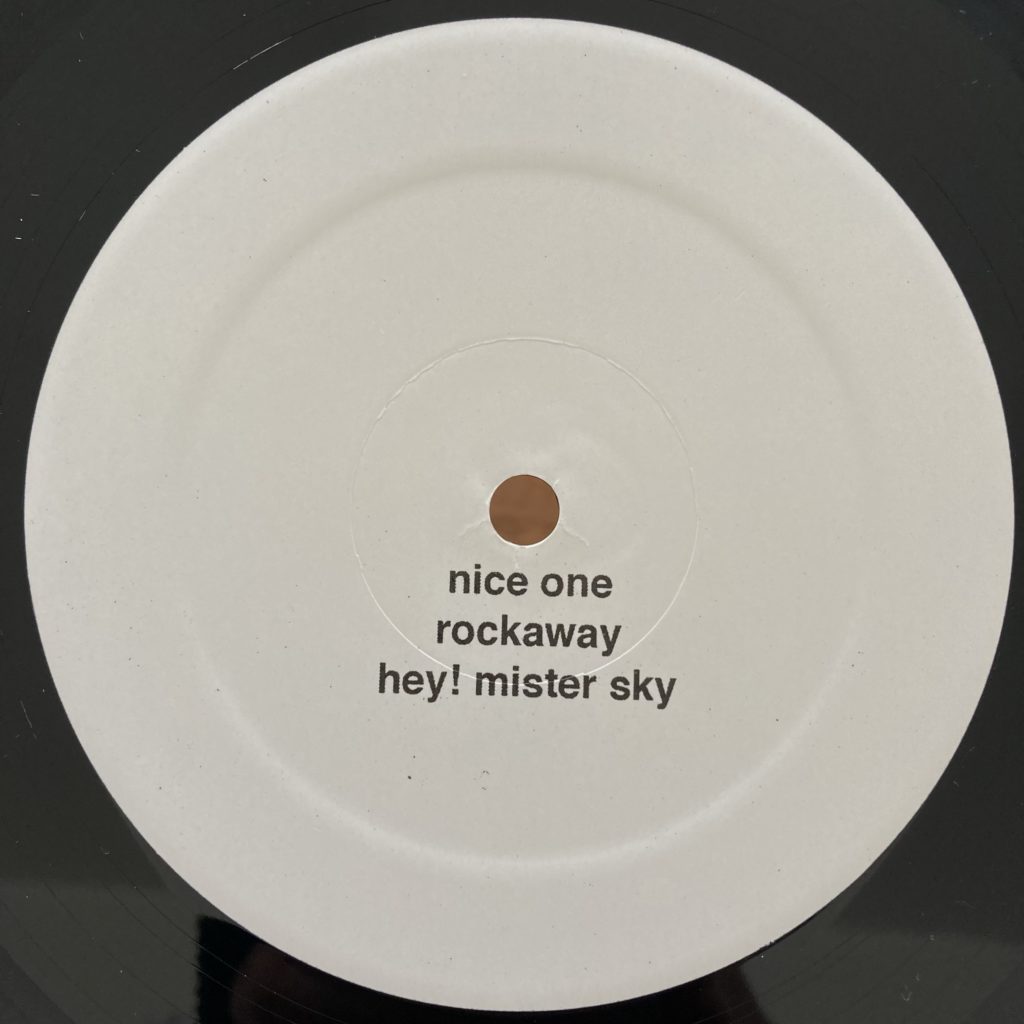 nice one
rockaway
hey! mister sky